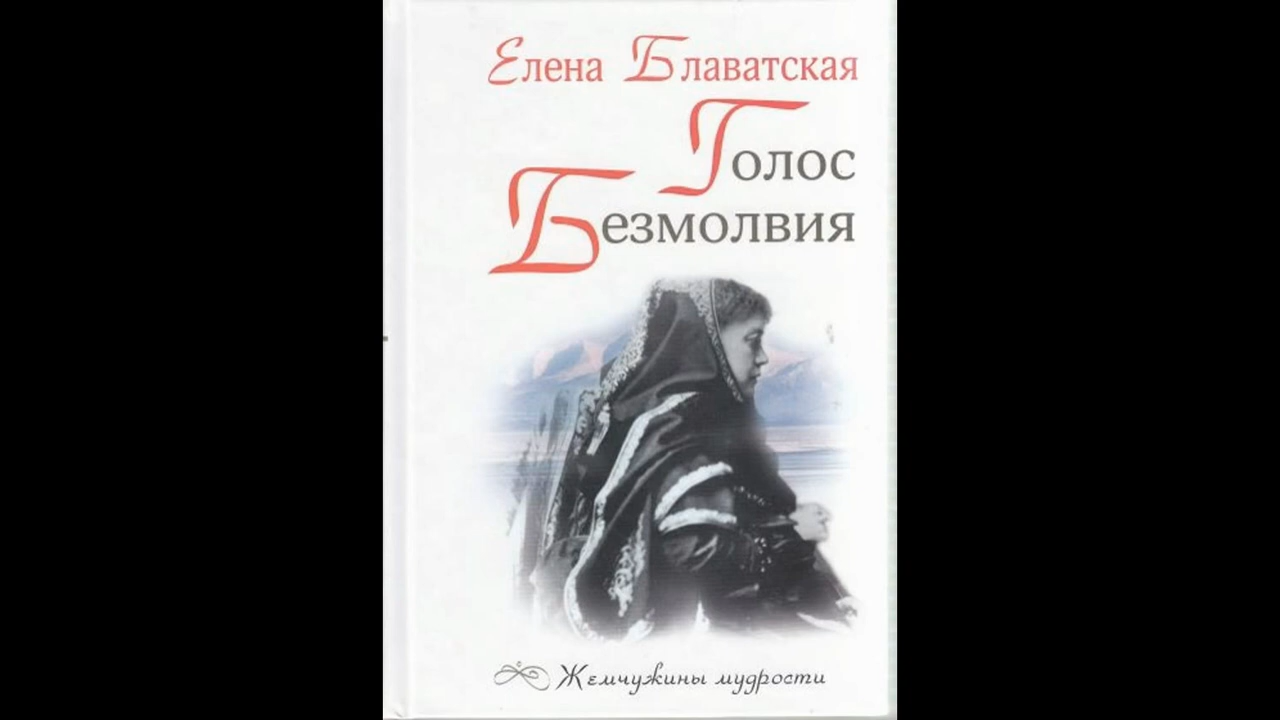 Елена Блаватская
Голос
Безмолвия
Жемчужины мудрости